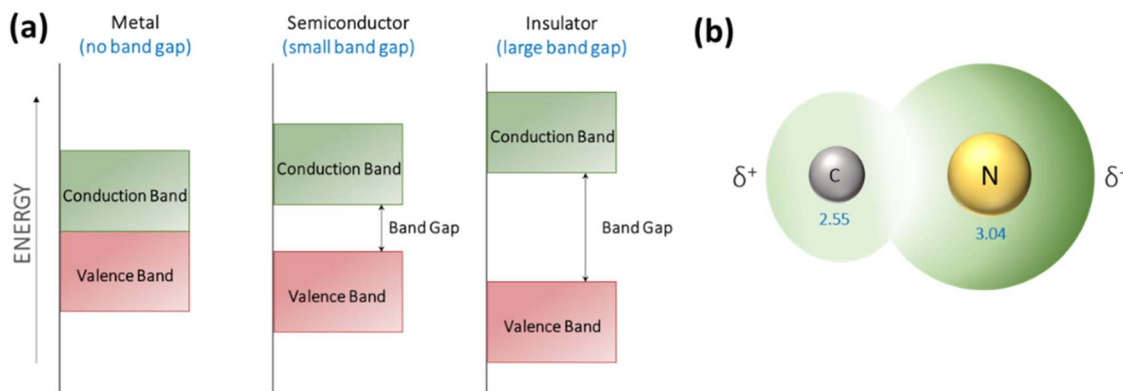 (a)
Metal
(no band gap)
Semiconductor
(small band gap)
Insulator
(large band gap)
ENERGY
Conduction Band
Valence Band
Conduction Band
Band Gap
Valence Band
Conduction Band
Band Gap
Valence Band
(b)
δ⁺
C
2.55
N
3.04
δ⁻